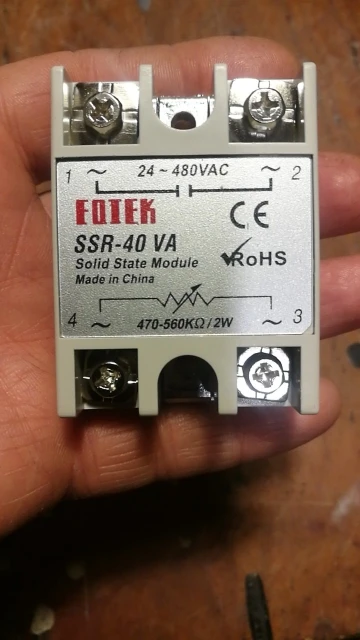 1 ~ 24~480VAC ~ 2
FQTEK
CE
SSR-40 VA
RoHS
Solid State Module
Made in China
4 ~ 470-560KΩ/2W ~ 3